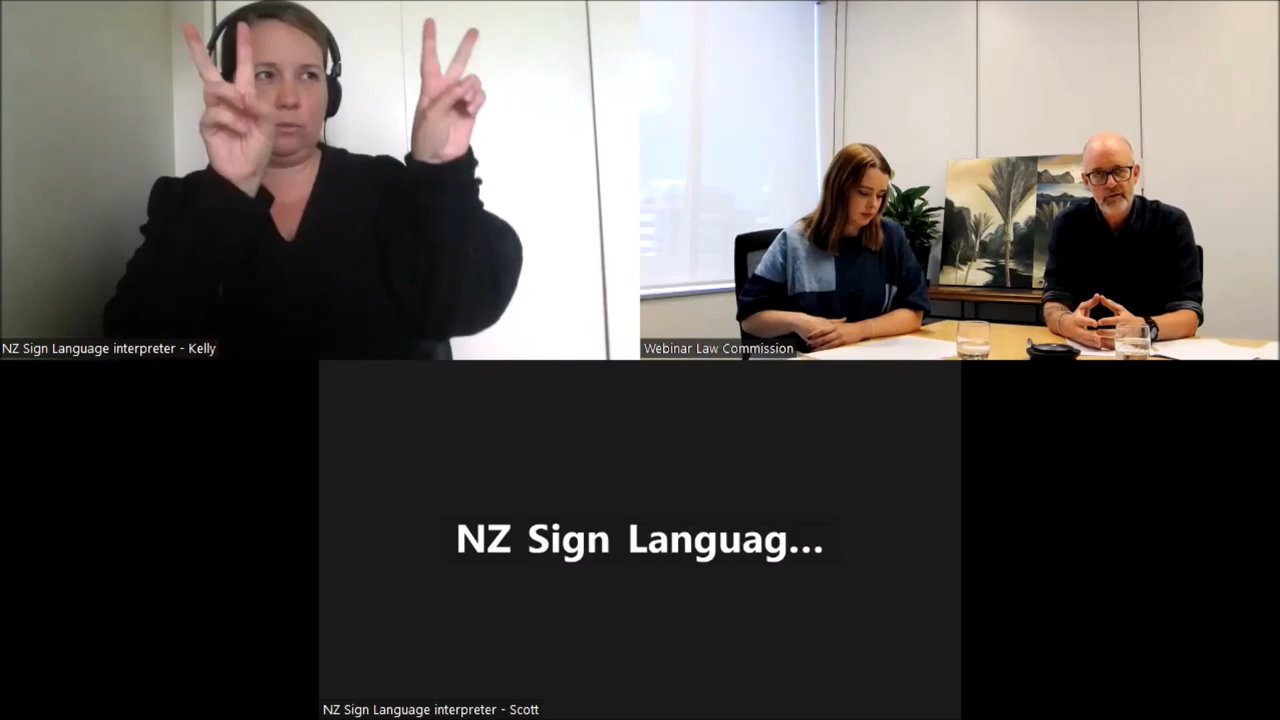 NZ Sign Language interpreter - Kelly
Webinar Law Commission
NZ Sign Languag...
NZ Sign Language interpreter - Scott